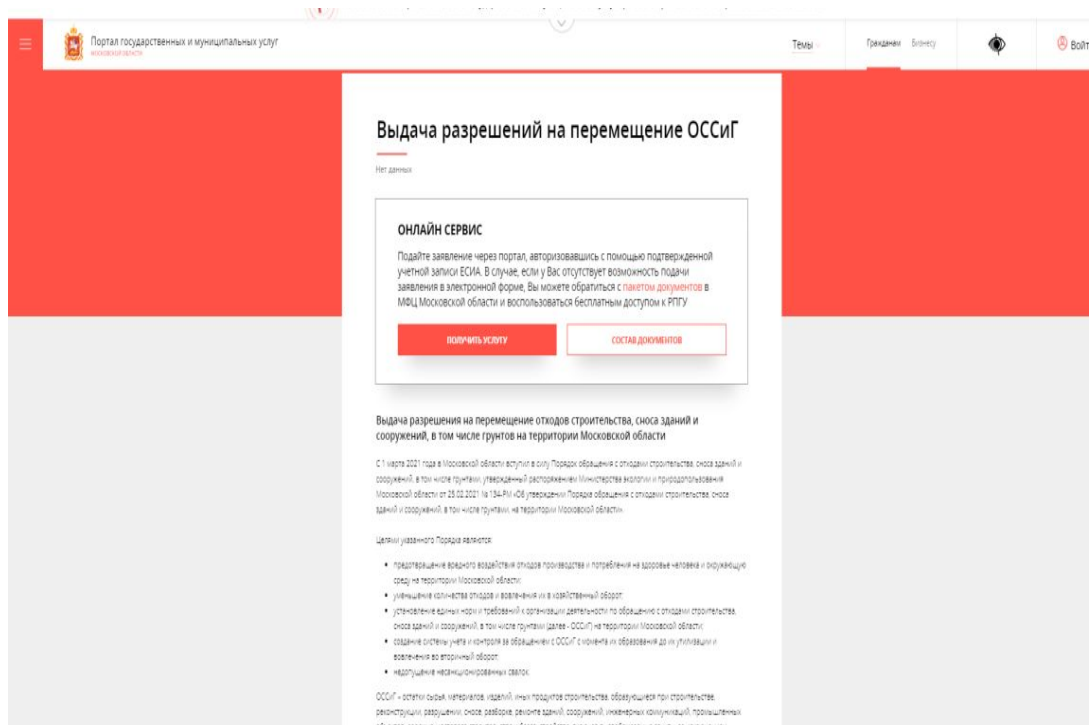 Портал государственных и муниципальных услуг
МОСКОВСКОЙ ОБЛАСТИ
Темы
Гражданам Бизнесу
Войт
Выдача разрешений на перемещение ОССиГ
Нет данных
ОНЛАЙН СЕРВИС
Подайте заявление через портал, авторизовавшись с помощью подтвержденной
учетной записи ЕСИА. В случае, если у Вас отсутствует возможность подачи
заявления в электронной форме, Вы можете обратиться с пакетом документов в
МФЦ Московской области и воспользоваться бесплатным доступом к РПГУ
ПОЛУЧИТЬ УСЛУГУ
СОСТАВ ДОКУМЕНТОВ
Выдача разрешения на перемещение отходов строительства, сноса зданий и
сооружений, в том числе грунтов на территории Московской области
С 1 марта 2021 года в Московской области вступил в силу Порядок обращения с отходами строительства, сноса зданий и
сооружений, в том числе грунтами, утвержденный распоряжением Министерства экологии и природопользования
Московской области от 25.02.2021 № 134-РМ «Об утверждении Порядка обращения с отходами строительства, сноса
зданий и сооружений, в том числе грунтами, на территории Московской области».
Целями указанного Порядка являются:
• предотвращение вредного воздействия отходов производства и потребления на здоровье человека и окружающую
среду на территории Московской области;
• уменьшение количества отходов и вовлечения их в хозяйственный оборот;
• установление единых норм и требований к организации деятельности по обращению с отходами строительства,
сноса зданий и сооружений, в том числе грунтами (далее - ОССиГ) на территории Московской области;
• создание системы учета и контроля за обращением с ОССиГ с момента их образования до их утилизации и
вовлечения во вторичный оборот;
• недопущение несанкционированных свалок.
ОССиГ - остатки сырья, материалов, изделий, иных продуктов строительства, образующиеся при строительстве,
реконструкции, разрушении, сносе, разборке, ремонте зданий, сооружений, инженерных коммуникаций, промышленных